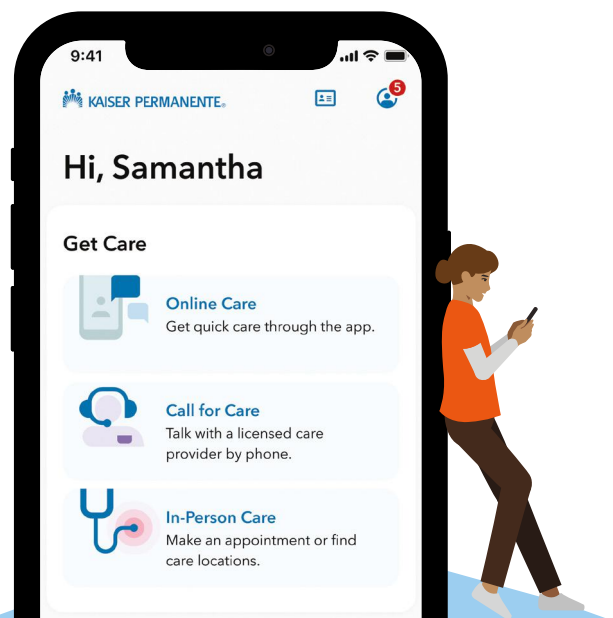 9:41
KAISER PERMANENTE®
5
Hi, Samantha
Get Care
Online Care
Get quick care through the app.
Call for Care
Talk with a licensed care
provider by phone.
In-Person Care
Make an appointment or find
care locations.